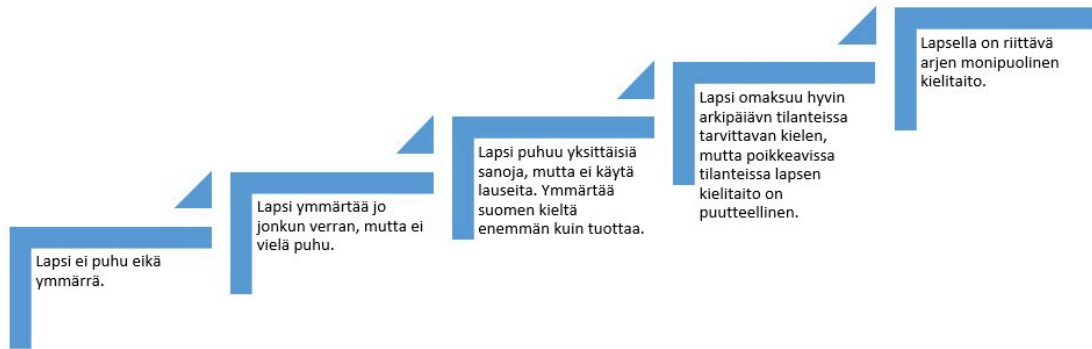 Lapsi ei puhu eikä
ymmärrä.
Lapsi ymmärtää jo
jonkun verran, mutta ei
vielä puhu.
Lapsi puhuu yksittäisiä
sanoja, mutta ei käytä
lauseita. Ymmärtää
suomen kieltä
enemmän kuin tuottaa.
Lapsi omaksuu hyvin
arkipäiävn tilanteissa
tarvittavan kielen,
mutta poikkeavissa
tilanteissa lapsen
kielitaito on
puutteellinen.
Lapsella on riittävä
arjen monipuolinen
kielitaito.